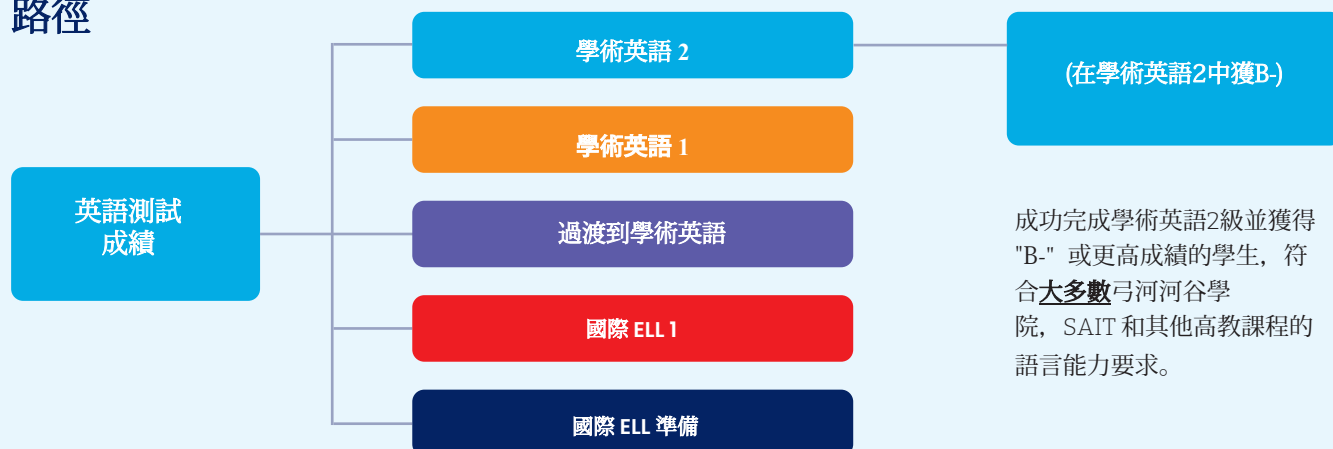 路徑
學術英語 2
(在學術英語2中獲B-)
學術英語 1
英語測試
成績
過渡到學術英語
國際 ELL 1
國際 ELL 準備
成功完成學術英語2級並獲得
"B-" 或更高成績的學生，符
合大多數弓河河谷學
院，SAIT 和其他高教課程的
語言能力要求。